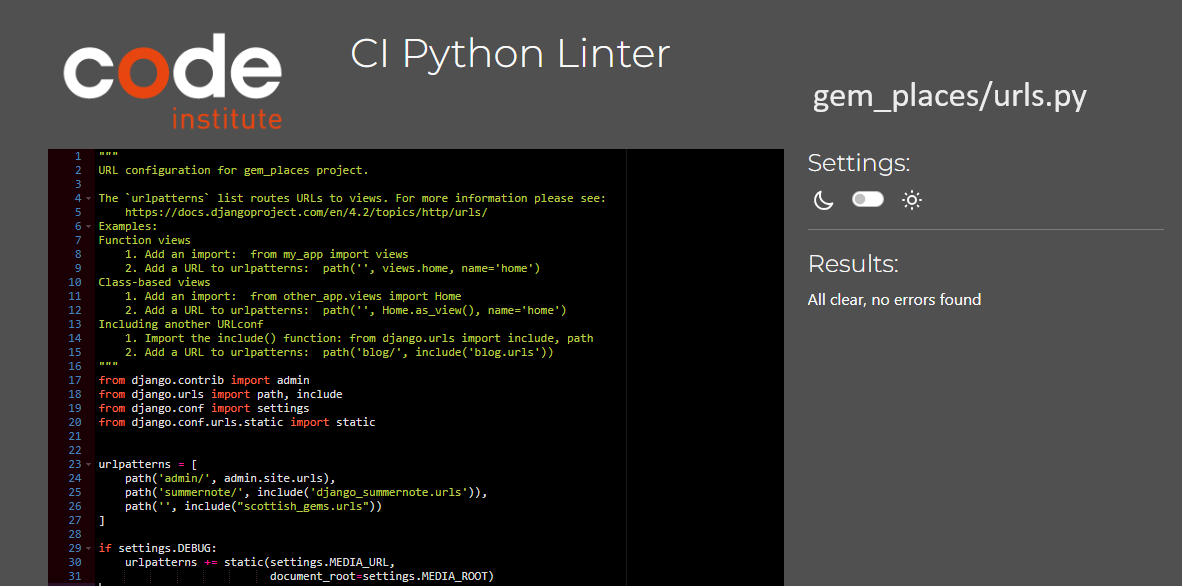 code
institute
CI Python Linter
gem_places/urls.py
1 """
2 URL configuration for gem_places project.
3
4 The `urlpatterns` list routes URLs to views. For more information please see:
5     https://docs.djangoproject.com/en/4.2/topics/http/urls/
6 Examples:
7 Function views
8     1. Add an import:  from my_app import views
9     2. Add a URL to urlpatterns:  path('', views.home, name='home')
10 Class-based views
11     1. Add an import:  from other_app.views import Home
12     2. Add a URL to urlpatterns:  path('', Home.as_view(), name='home')
13 Including another URLconf
14     1. Import the include() function: from django.urls import include, path
15     2. Add a URL to urlpatterns:  path('blog/', include('blog.urls'))
16 """
17 from django.contrib import admin
18 from django.urls import path, include
19 from django.conf import settings
20 from django.conf.urls.static import static
21
22
23 urlpatterns = [
24     path('admin/', admin.site.urls),
25     path('summernote/', include('django_summernote.urls')),
26     path('', include("scottish_gems.urls"))
27 ]
28
29 if settings.DEBUG:
30     urlpatterns += static(settings.MEDIA_URL,
31                           document_root=settings.MEDIA_ROOT)
Settings:
Results:
All clear, no errors found